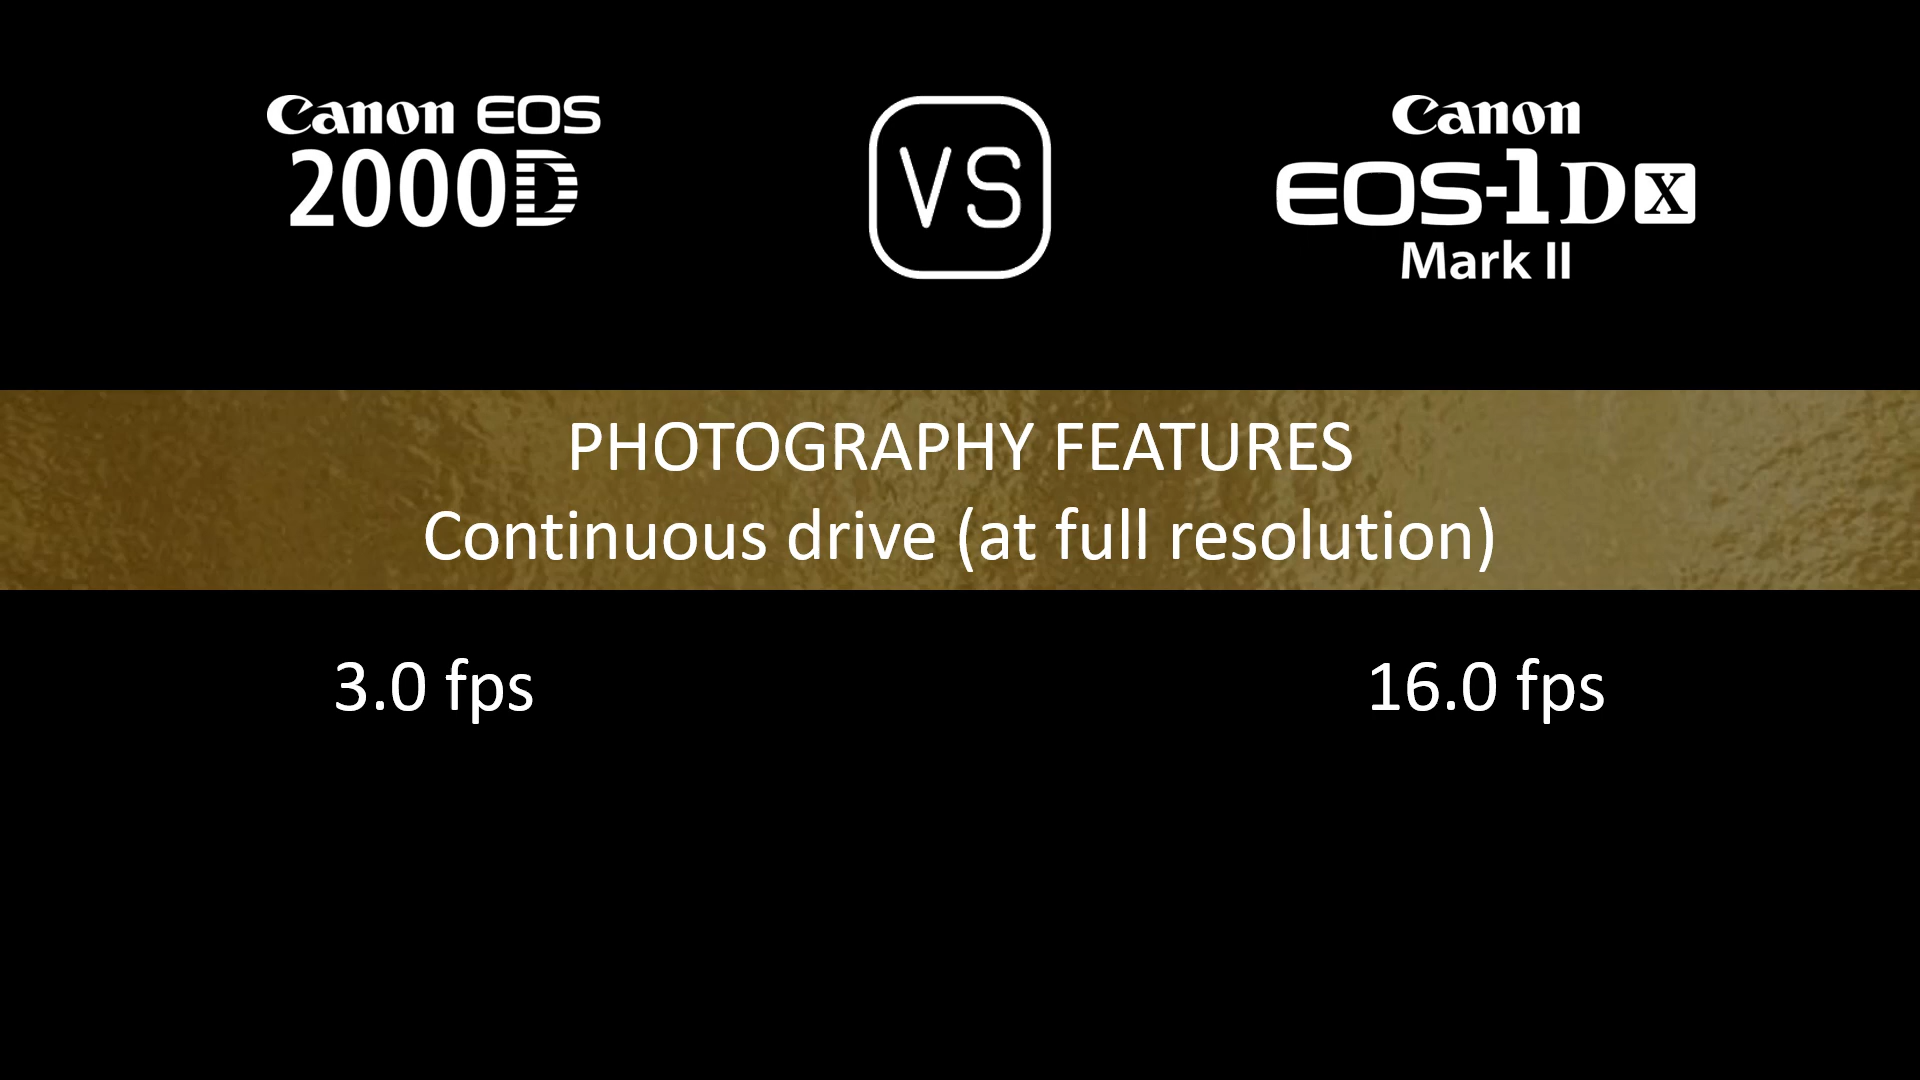 Canon EOS
2000D
VS
Canon
EOS-1DX
Mark II
PHOTOGRAPHY FEATURES
Continuous drive (at full resolution)
3.0 fps
16.0 fps